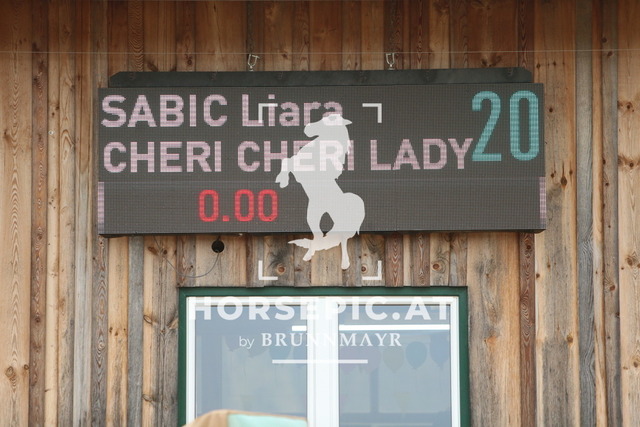 SABIC Liara
CHERI CHERI LADY 20
0.00
HORSEPIC.AT
by BRUNNMAYR